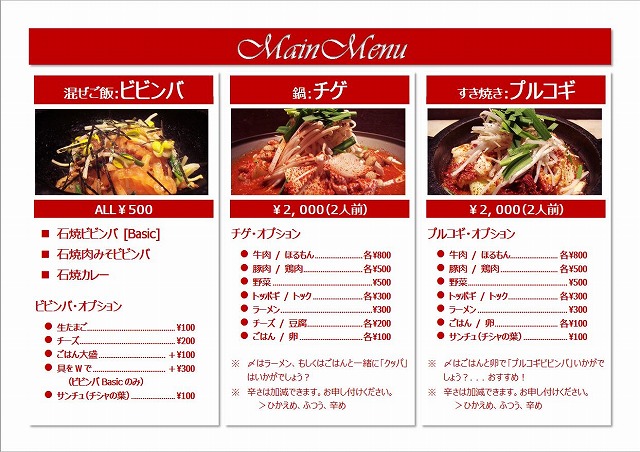 Main Menu
混ぜご飯：ビビンバ
ALL￥500
■ 石焼ビビンバ [Basic]
■ 石焼肉みそビビンバ
■ 石焼カレー
ビビンバ・オプション
● 生たまご...............................¥100
● チーズ..................................¥200
● ごはん大盛........................ ＋¥100
● 具をＷで.......................... ＋¥300
（ビビンバ Basic のみ）
● サンチュ（チシャの葉）................¥100
鍋：チゲ
￥2，000（2人前）
チゲ・オプション
● 牛肉 / ほるもん......................各¥800
● 豚肉 / 鶏肉..........................各¥500
● 野菜......................................¥500
● トッポギ / トック.....................各¥300
● ラーメン..................................¥300
● チーズ / 豆腐........................各¥200
● ごはん / 卵...........................各¥100
※ 〆はラーメン、もしくはごはんと一緒に「クッパ」
はいかがでしょう？
※ 辛さは加減できます。お申し付けください。
＞ひかえめ、ふつう、辛め
すき焼き：プルコギ
￥2，000（2人前）
プルコギ・オプション
● 牛肉 / ほるもん......................各¥800
● 豚肉 / 鶏肉..........................各¥500
● 野菜......................................¥500
● トッポギ / トック.....................各¥300
● ラーメン..................................¥300
● ごはん / 卵...........................各¥100
● サンチュ（チシャの葉）................¥100
※ 〆はごはんと卵で「プルコギビビンバ」いかがで
しょう？...おすすめ！
※ 辛さは加減できます。お申し付けください。
＞ひかえめ、ふつう、辛め